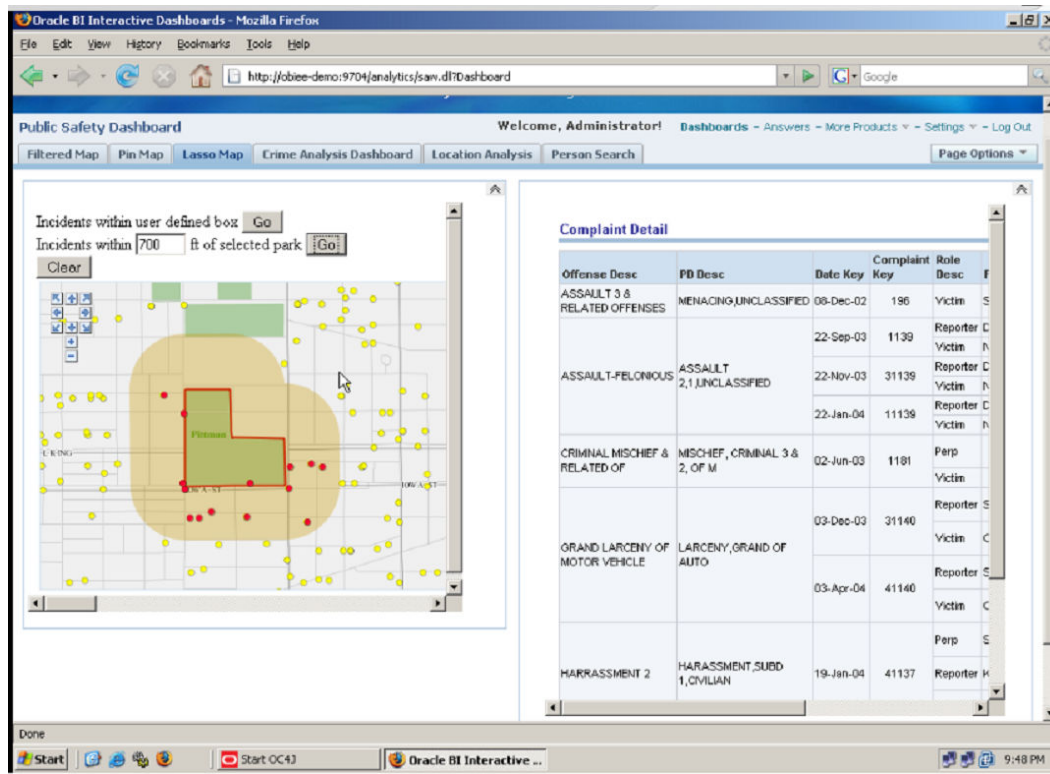 Oracle BI Interactive Dashboards - Mozilla Firefox
File Edit View History Bookmarks Tools Help
http://obiee-demo:9704/analytics/saw.dll?Dashboard
Google
Public Safety Dashboard
Welcome, Administrator! Dashboards - Answers - More Products - Settings - Log Out
Filtered Map Pin Map Lasso Map Crime Analysis Dashboard Location Analysis Person Search Page Options
Incidents within user defined box Go
Incidents within 700 ft of selected park Go
Clear
Pittman
IOWA ST
IOWA ST
Complaint Detail
Offense Desc PD Desc Date Key Complaint Key Role Desc
ASSAULT 3 & RELATED OFFENSES MENACING,UNCLASSIFIED 08-Dec-02 196 Victim S
ASSAULT-FELONIOUS ASSAULT 2,1,UNCLASSIFIED 22-Sep-03 1139 Reporter D
Victim N
22-Nov-03 31139 Reporter D
Victim N
22-Jan-04 11139 Reporter D
Victim N
CRIMINAL MISCHIEF & RELATED OF MISCHIEF, CRIMINAL 3 & 2, OF M 02-Jun-03 1181 Perp
Victim
GRAND LARCENY OF MOTOR VEHICLE LARCENY,GRAND OF AUTO 03-Dec-03 31140 Reporter S
Victim C
03-Apr-04 41140 Reporter S
Victim C
HARRASSMENT 2 HARASSMENT,SUBD 1,CIVILIAN 19-Jan-04 41137 Perp S
Reporter K
Done
Start Start OC4J Oracle BI Interactive ... 9:48 PM